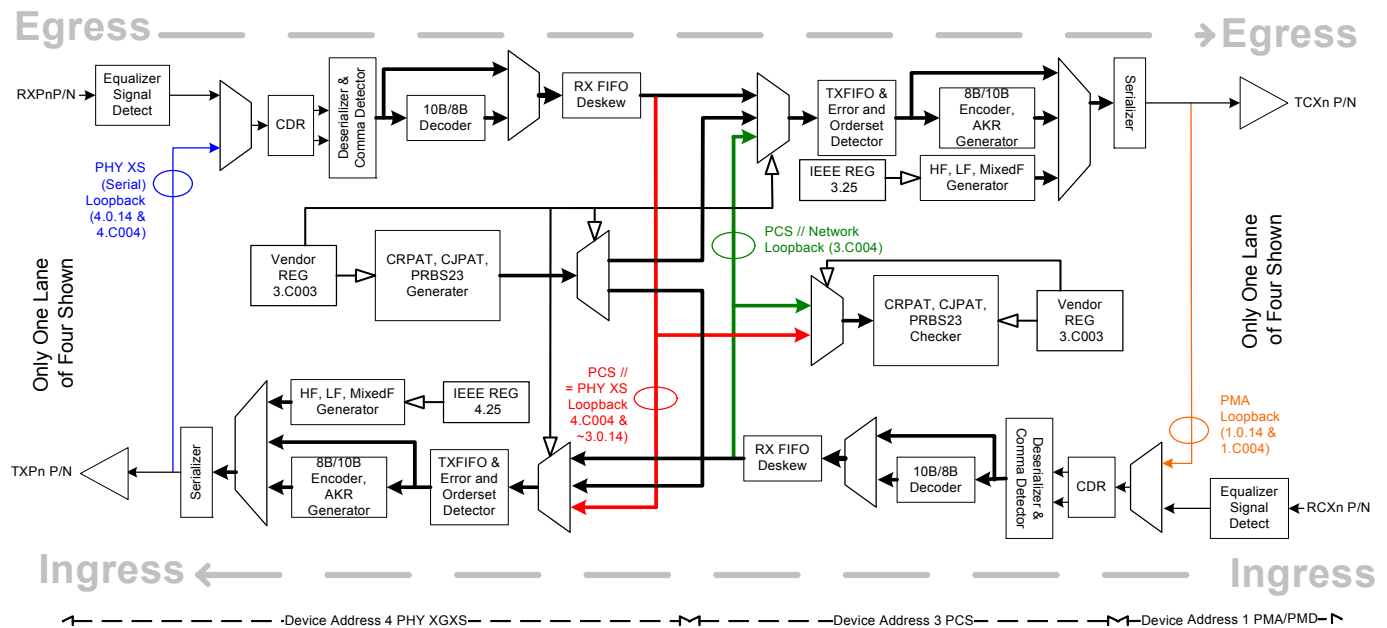 Egress
Egress
RXPnP/N
Equalizer
Signal
Detect
CDR
Deserializer &
Comma Detector
10B/8B
Decoder
RX FIFO
Deskew
TXFIFO &
Error and
Orderset
Detector
8B/10B
Encoder,
AKR
Generator
Serializer
TCXn P/N
IEEE REG
3.25
HF, LF, MixedF
Generator
PHY XS
(Serial)
Loopback
(4.0.14 &
4.C004)
PCS // Network
Loopback (3.C004)
Vendor
REG
3.C003
CRPAT, CJPAT,
PRBS23
Generater
CRPAT, CJPAT,
PRBS23
Checker
Vendor
REG
3.C003
Only One Lane
of Four Shown
Only One Lane
of Four Shown
PCS //
= PHY XS
Loopback
4.C004 &
~3.0.14)
HF, LF, MixedF
Generator
IEEE REG
4.25
PMA
Loopback
(1.0.14 &
1.C004)
TXPn P/N
Serializer
8B/10B
Encoder,
AKR
Generator
TXFIFO &
Error and
Orderset
Detector
RX FIFO
Deskew
10B/8B
Decoder
Deserializer &
Comma Detector
CDR
Equalizer
Signal
Detect
RCXn P/N
Ingress
Ingress
Device Address 4 PHY XGXS
Device Address 3 PCS
Device Address 1 PMA/PMD